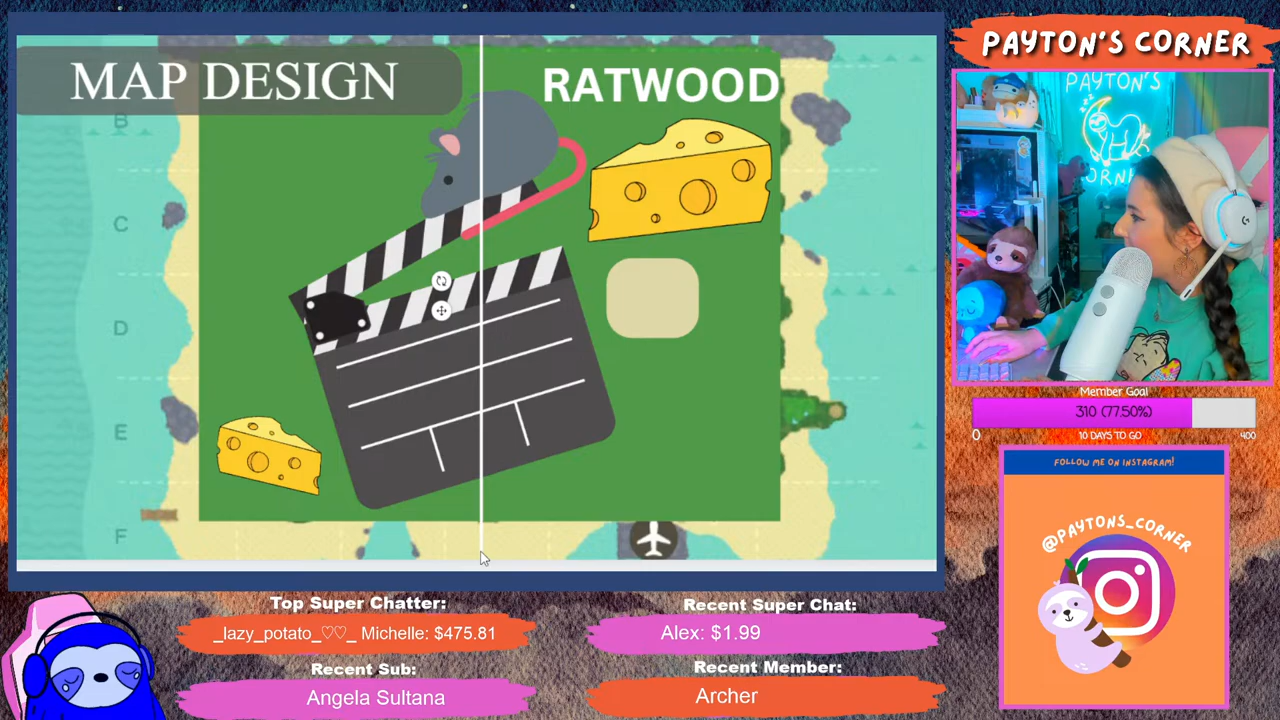 MAP DESIGN
RATWOOD
B
C
D
E
F
PAYTON'S CORNER
PAYTON'S
CORNE
Member Goal
310 (77.50%)
0
10 DAYS TO GO
400
FOLLOW ME ON INSTAGRAM!
@PAYTONS_CORNER
Top Super Chatter:
_lazy_potato_♡♡_ Michelle: $475.81
Recent Super Chat:
Alex: $1.99
Recent Sub:
Angela Sultana
Recent Member:
Archer